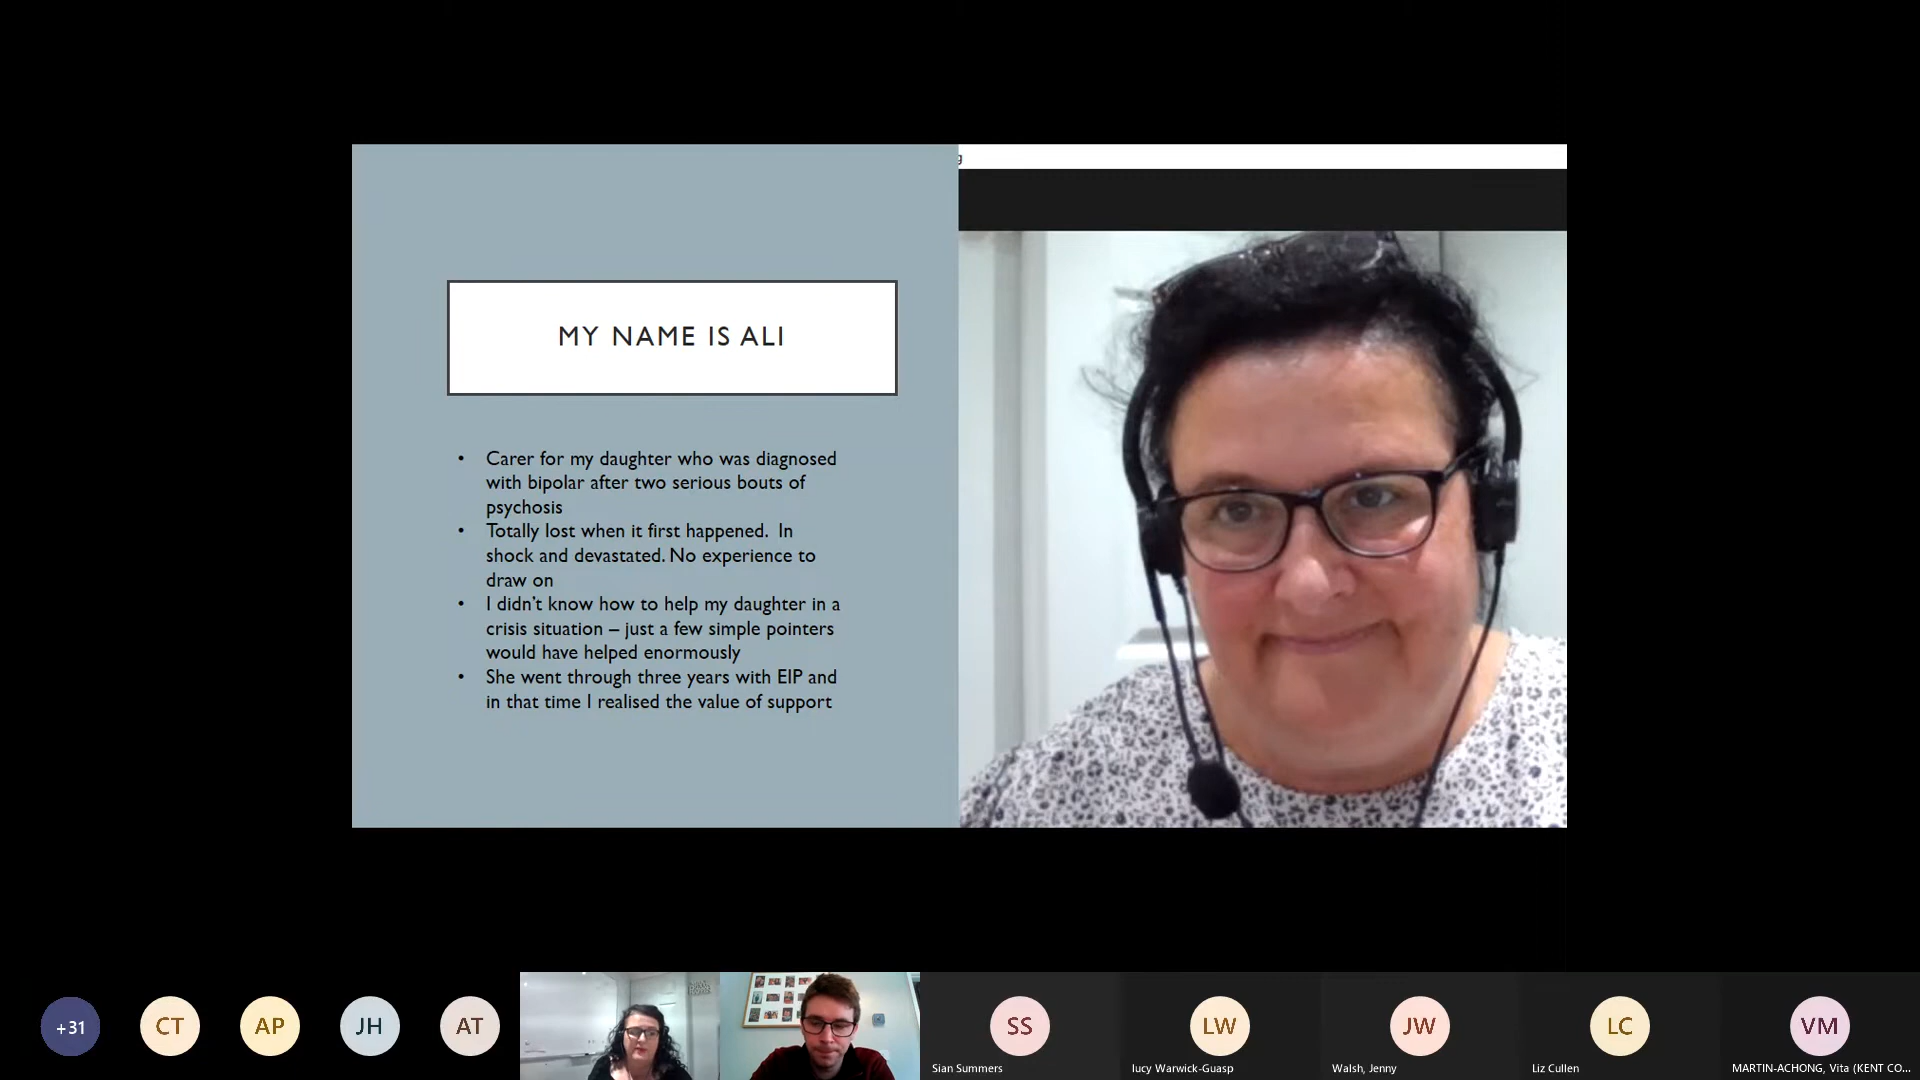 g
MY NAME IS ALI
• Carer for my daughter who was diagnosed
with bipolar after two serious bouts of
psychosis
• Totally lost when it first happened.  In
shock and devastated. No experience to
draw on
• I didn't know how to help my daughter in a
crisis situation – just a few simple pointers
would have helped enormously
• She went through three years with EIP and
in that time I realised the value of support
+31
CT
AP
JH
AT
SS
LW
JW
LC
VM
Sian Summers
lucy Warwick-Guasp
Walsh, Jenny
Liz Cullen
MARTIN-ACHONG, Vita (KENT CO...